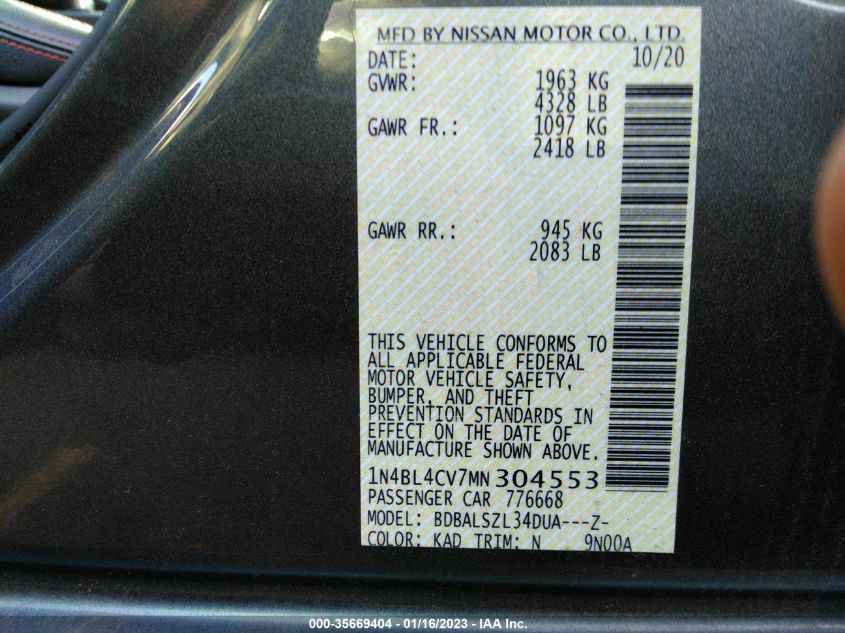 MFD BY NISSAN MOTOR CO., LTD.
DATE: 10/20
GVWR: 1963 KG
4328 LB
GAWR FR.: 1097 KG
2418 LB
GAWR RR.: 945 KG
2083 LB
THIS VEHICLE CONFORMS TO
ALL APPLICABLE FEDERAL
MOTOR VEHICLE SAFETY,
BUMPER, AND THEFT
PREVENTION STANDARDS IN
EFFECT ON THE DATE OF
MANUFACTURE SHOWN ABOVE.
1N4BL4CV7MN304553
PASSENGER CAR 776668
MODEL: BDBALSZL34DUA---Z-
COLOR: KAD TRIM: N 9N00A
000-35669404 - 01/16/2023 - IAA Inc.